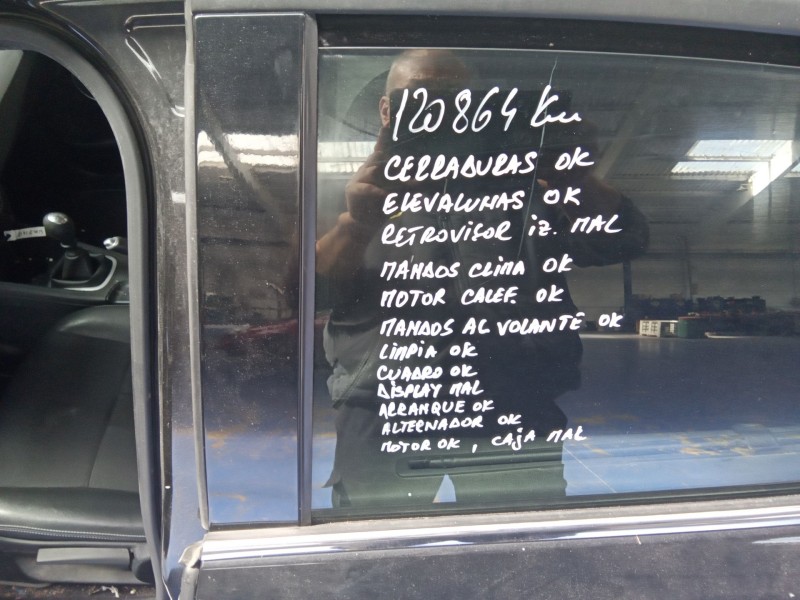 120864 Km
CERRADURAS OK
ELEVALUNAS OK
RETROVISOR IZ. MAL
MANDOS CLIMA OK
MOTOR CALEF. OK
MANDOS AL VOLANTE OK
LIMPIA OK
CUADRO OK
DISPLAY MAL
ARRANQUE OK
ALTERNADOR OK
MOTOR OK, CAJA MAL